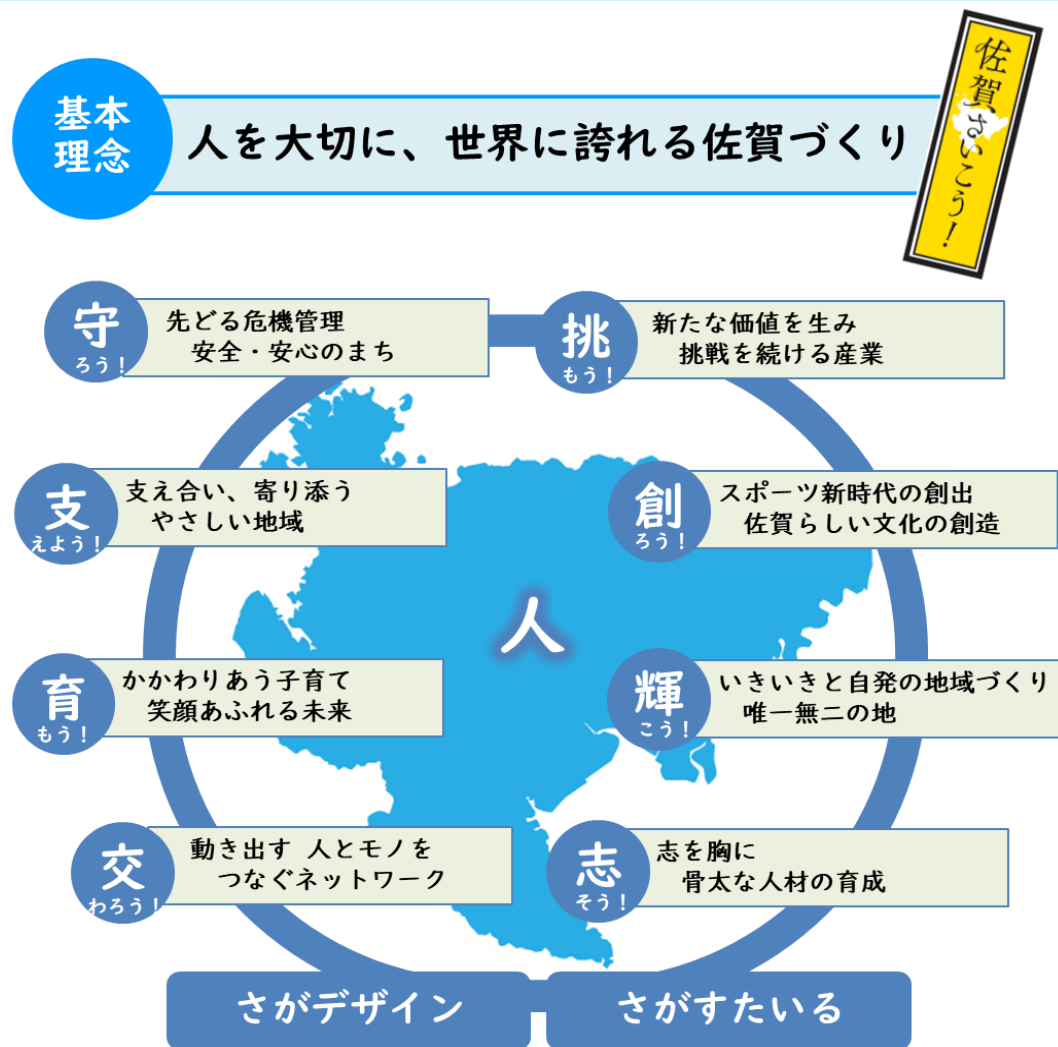 基本
理念
人を大切に、世界に誇れる佐賀づくり
佐賀さいこう！
守
ろう！
先どる危機管理
安全・安心のまち
挑
もう！
新たな価値を生み
挑戦を続ける産業
支
えよう！
支え合い、寄り添う
やさしい地域
創
ろう！
スポーツ新時代の創出
佐賀らしい文化の創造
人
育
もう！
かかわりあう子育て
笑顔あふれる未来
輝
こう！
いきいきと自発の地域づくり
唯一無二の地
交
わろう！
動き出す 人とモノを
つなぐネットワーク
志
そう！
志を胸に
骨太な人材の育成
さがデザイン
さがすたいる